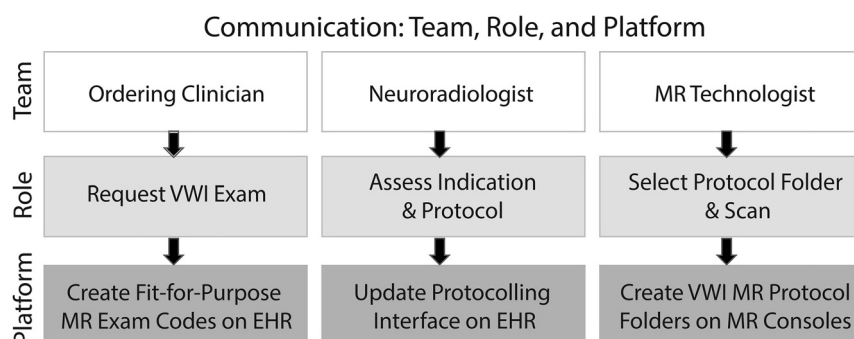 Communication: Team, Role, and Platform
Team
Ordering Clinician
Neuroradiologist
MR Technologist
Role
Request VWI Exam
Assess Indication
& Protocol
Select Protocol Folder
& Scan
Platform
Create Fit-for-Purpose
MR Exam Codes on EHR
Update Protocolling
Interface on EHR
Create VWI MR Protocol
Folders on MR Consoles